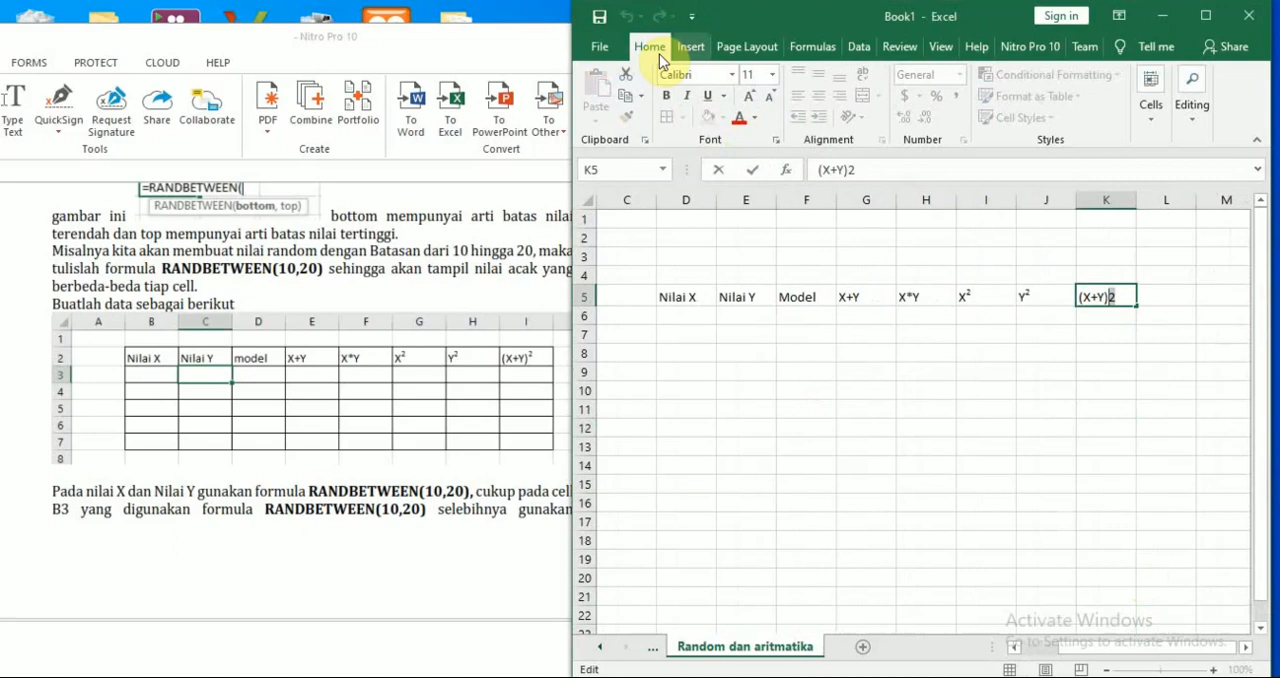 - Nitro Pro 10
FORMS PROTECT CLOUD HELP
Type Text
QuickSign
Request Signature
Share
Collaborate
Tools
PDF
Combine
Portfolio
Create
To Word
To Excel
To PowerPoint
To Other
Convert
=RANDBETWEEN(
RANDBETWEEN(bottom, top)
gambar ini bottom mempunyai arti batas nilai
terendah dan top mempunyai arti batas nilai tertinggi.
Misalnya kita akan membuat nilai random dengan Batasan dari 10 hingga 20, maka
tulislah formula RANDBETWEEN(10,20) sehingga akan tampil nilai acak yang
berbeda-beda tiap cell.
Buatlah data sebagai berikut
A B C D E F G H I
1
2 Nilai X Nilai Y model X+Y X*Y X² Y² (X+Y)²
3
4
5
6
7
8
Pada nilai X dan Nilai Y gunakan formula RANDBETWEEN(10,20), cukup pada cell
B3 yang digunakan formula RANDBETWEEN(10,20) selebihnya gunakan
Book1 - Excel
Sign in
File Home Insert Page Layout Formulas Data Review View Help Nitro Pro 10 Team Tell me Share
Paste
Clipboard
Calibri 11
B I U
Font
ab
Alignment
General
$ % ,
Number
Conditional Formatting
Format as Table
Cell Styles
Styles
Cells
Editing
K5 fx (X+Y)2
C D E F G H I J K L M
1
2
3
4
5 Nilai X Nilai Y Model X+Y X*Y X² Y² (X+Y)2
6
7
8
9
10
11
12
13
14
15
16
17
18
19
20
21
22
Activate Windows
Go to Settings to activate Windows.
... Random dan aritmatika
Edit 100%